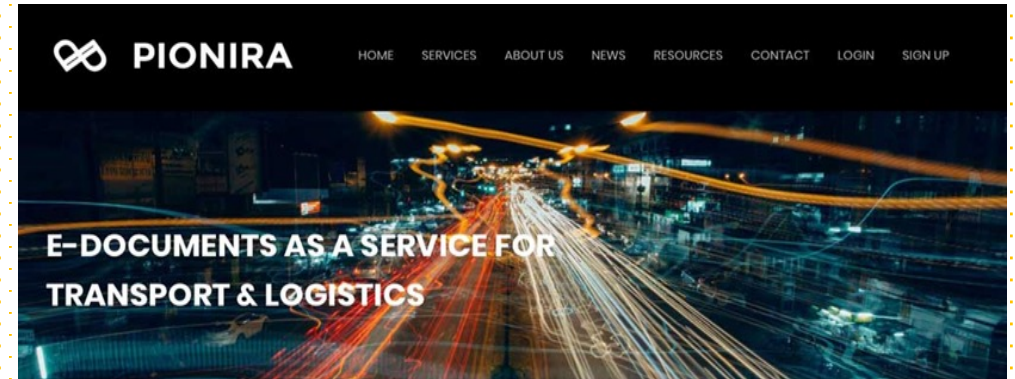 PIONIRA
HOME SERVICES ABOUT US NEWS RESOURCES CONTACT LOGIN SIGN UP
E-DOCUMENTS AS A SERVICE FOR
TRANSPORT & LOGISTICS